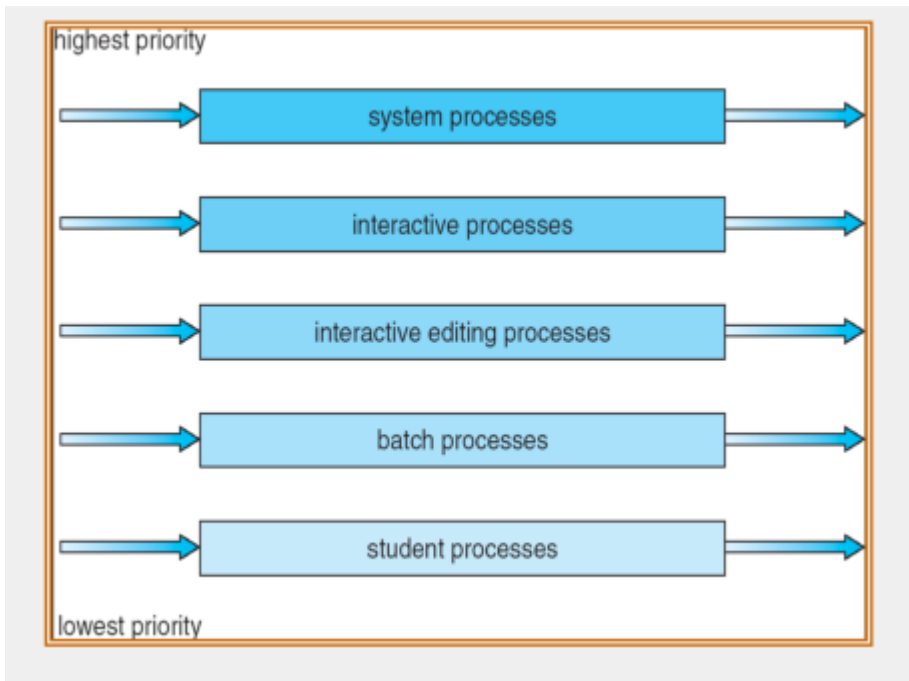 highest priority
system processes
interactive processes
interactive editing processes
batch processes
student processes
lowest priority